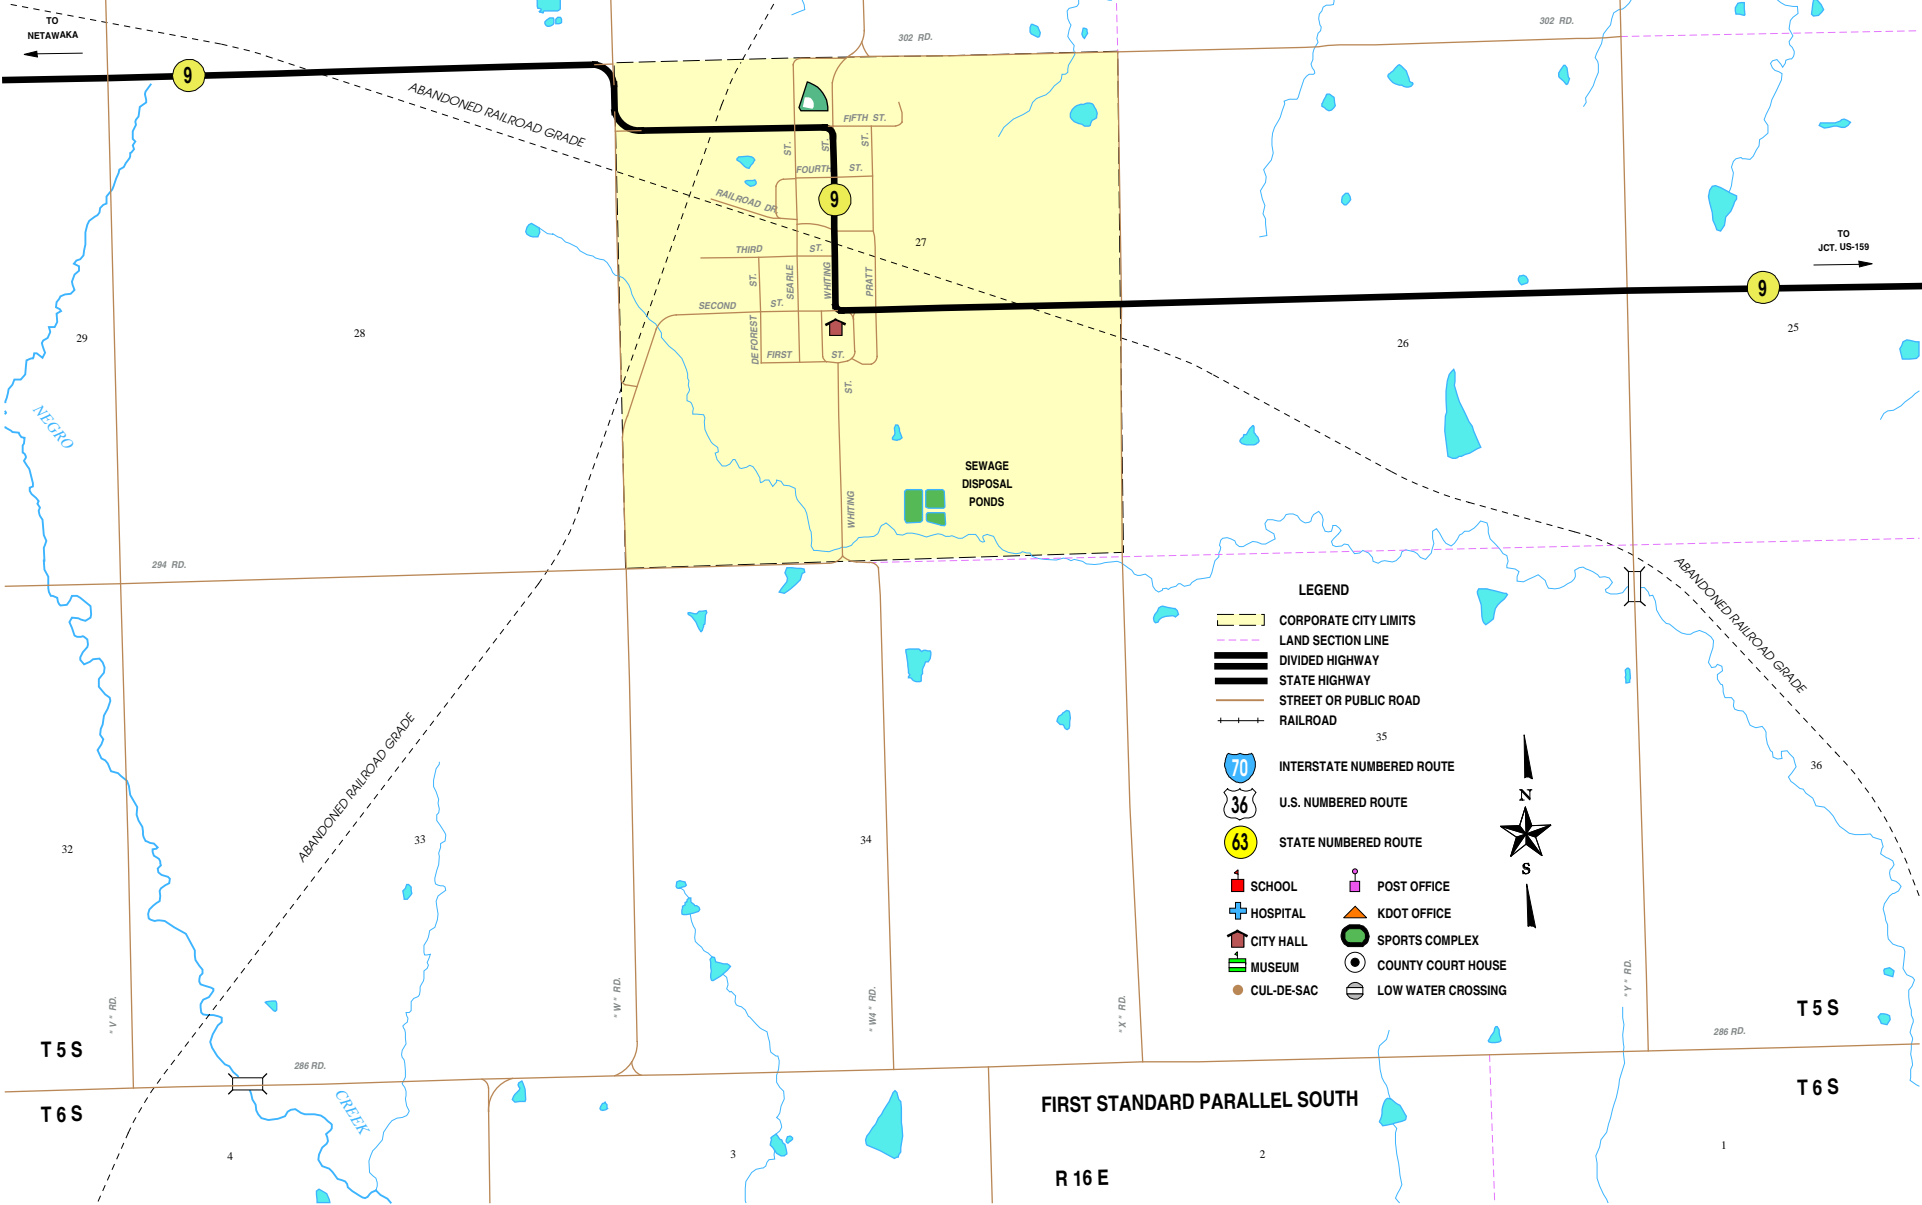 TO
NETAWAKA
9
302 RD.
302 RD.
ABANDONED RAILROAD GRADE
FIFTH ST.
ST.
ST.
ST.
FOURTH ST.
RAILROAD DR.
9
27
THIRD ST.
ST.
SEARLE
WHITING
PRATT
SECOND ST.
DE FOREST
FIRST ST.
ST.
WHITING
TO
JCT. US-159
9
29
28
26
25
NEGRO
SEWAGE
DISPOSAL
PONDS
294 RD.
ABANDONED RAILROAD GRADE
LEGEND
CORPORATE CITY LIMITS
LAND SECTION LINE
DIVIDED HIGHWAY
STATE HIGHWAY
STREET OR PUBLIC ROAD
RAILROAD
35
36
70 INTERSTATE NUMBERED ROUTE
36 U.S. NUMBERED ROUTE
63 STATE NUMBERED ROUTE
N
S
SCHOOL
POST OFFICE
HOSPITAL
KDOT OFFICE
CITY HALL
SPORTS COMPLEX
MUSEUM
COUNTY COURT HOUSE
CUL-DE-SAC
LOW WATER CROSSING
ABANDONED RAILROAD GRADE
32
33
34
"V" RD.
"W" RD.
"W4" RD.
"X" RD.
"Y" RD.
T 5 S
T 5 S
286 RD.
286 RD.
T 6 S
T 6 S
CREEK
FIRST STANDARD PARALLEL SOUTH
4
3
2
1
R 16 E